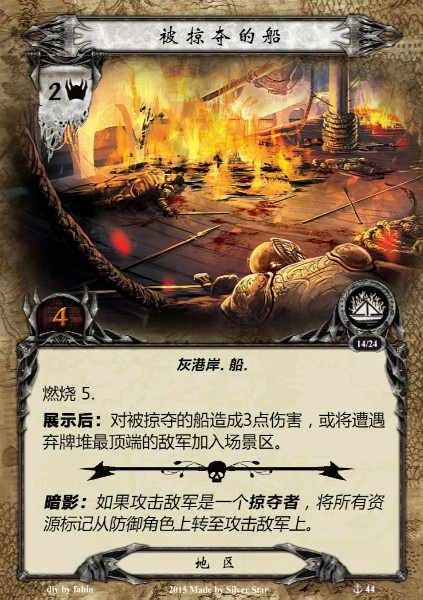 被掠夺的船
2
4
14/24
灰港岸. 船.
燃烧 5.
展示后：对被掠夺的船造成3点伤害，或将遭遇
弃牌堆最顶端的敌军加入场景区。
暗影：如果攻击敌军是一个掠夺者，将所有资
源标记从防御角色上转至攻击敌军上。
地区
diy by fabio
2015 Made by Silver Star
44